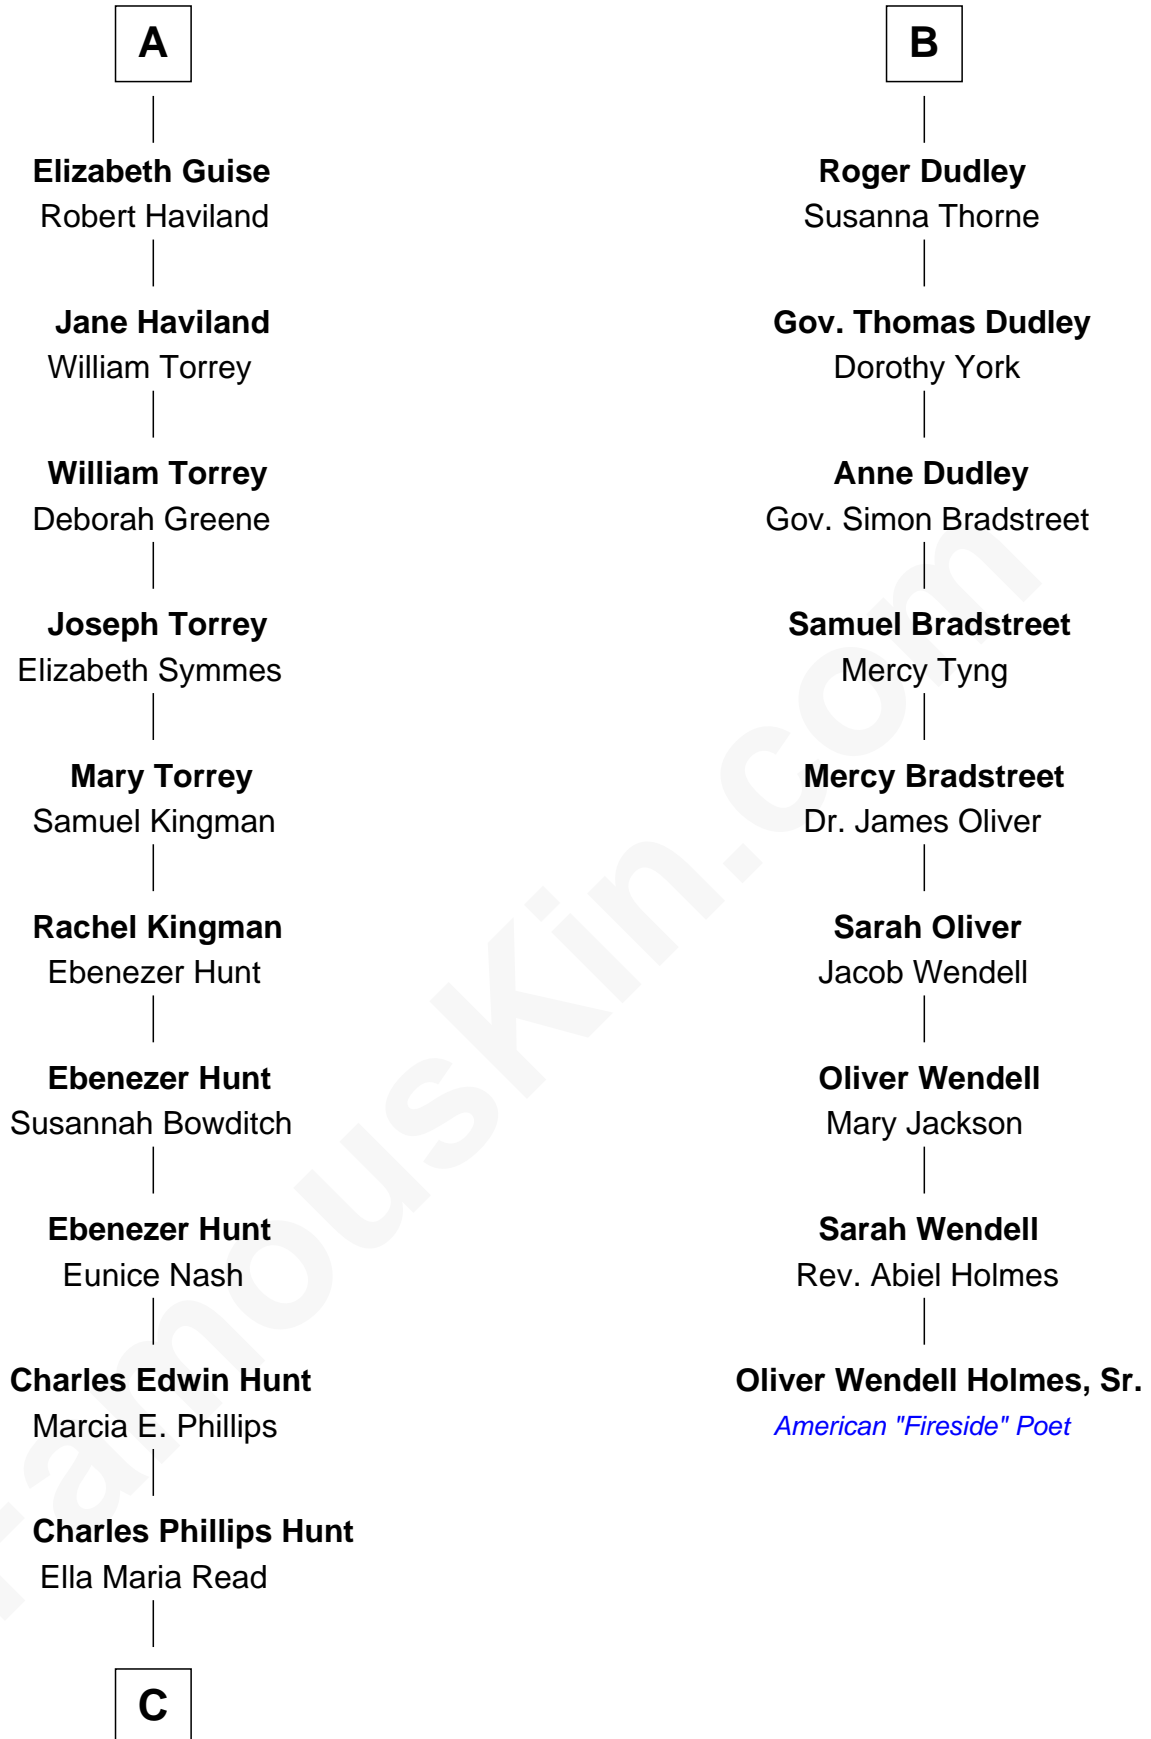 A
Elizabeth Guise
Robert Haviland
Jane Haviland
William Torrey
William Torrey
Deborah Greene
Joseph Torrey
Elizabeth Symmes
Mary Torrey
Samuel Kingman
Rachel Kingman
Ebenezer Hunt
Ebenezer Hunt
Susannah Bowditch
Ebenezer Hunt
Eunice Nash
Charles Edwin Hunt
Marcia E. Phillips
Charles Phillips Hunt
Ella Maria Read
C
B
Roger Dudley
Susanna Thorne
Gov. Thomas Dudley
Dorothy York
Anne Dudley
Gov. Simon Bradstreet
Samuel Bradstreet
Mercy Tyng
Mercy Bradstreet
Dr. James Oliver
Sarah Oliver
Jacob Wendell
Oliver Wendell
Mary Jackson
Sarah Wendell
Rev. Abiel Holmes
Oliver Wendell Holmes, Sr.
American "Fireside" Poet
FamousKin.com